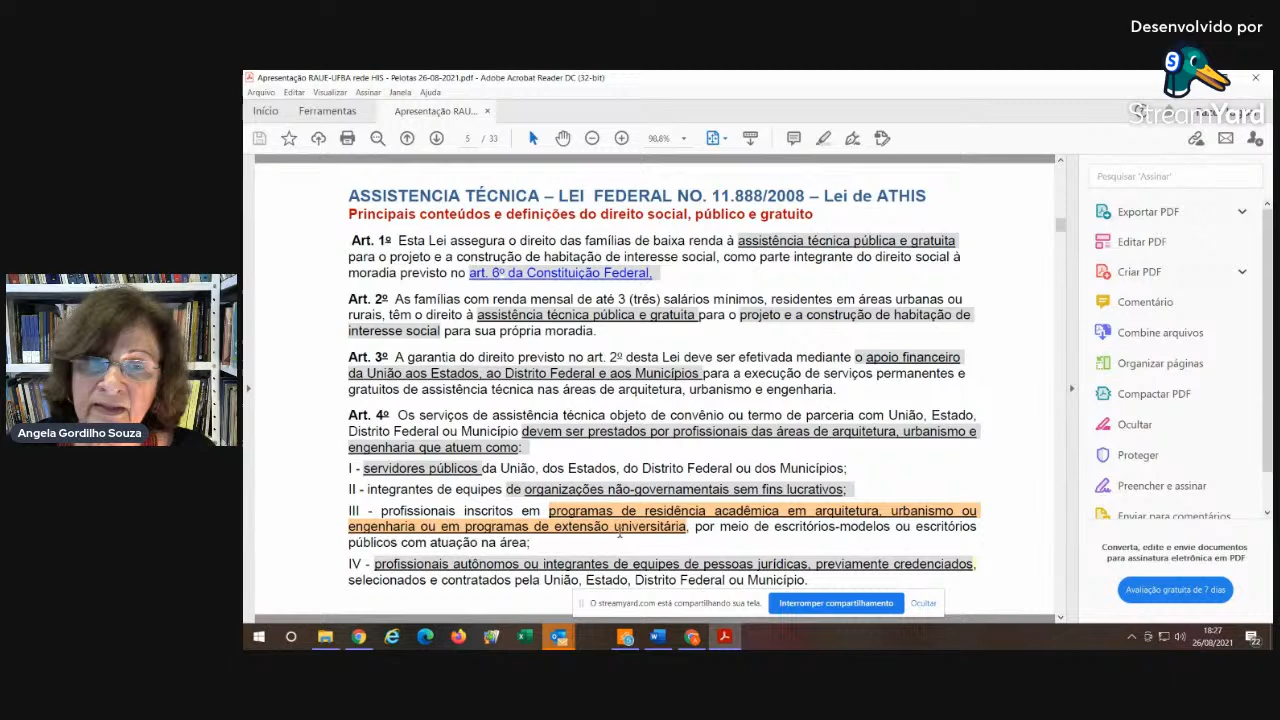 Desenvolvido por
StreamYard
Apresentação RAUE-UFBA rede HIS - Pelotas 26-08-2021.pdf - Adobe Acrobat Reader DC (32-bit)
Arquivo Editar Visualizar Assinar Janela Ajuda
Início Ferramentas Apresentação RAU... ×
5 / 33 98,8%
Pesquisar 'Assinar'
ASSISTENCIA TÉCNICA – LEI FEDERAL NO. 11.888/2008 – Lei de ATHIS
Principais conteúdos e definições do direito social, público e gratuito
Art. 1º Esta Lei assegura o direito das famílias de baixa renda à assistência técnica pública e gratuita
para o projeto e a construção de habitação de interesse social, como parte integrante do direito social à
moradia previsto no art. 6º da Constituição Federal.
Art. 2º As famílias com renda mensal de até 3 (três) salários mínimos, residentes em áreas urbanas ou
rurais, têm o direito à assistência técnica pública e gratuita para o projeto e a construção de habitação de
interesse social para sua própria moradia.
Art. 3º A garantia do direito previsto no art. 2º desta Lei deve ser efetivada mediante o apoio financeiro
da União aos Estados, ao Distrito Federal e aos Municípios para a execução de serviços permanentes e
gratuitos de assistência técnica nas áreas de arquitetura, urbanismo e engenharia.
Art. 4º Os serviços de assistência técnica objeto de convênio ou termo de parceria com União, Estado,
Distrito Federal ou Municipio devem ser prestados por profissionais das áreas de arquitetura, urbanismo e
engenharia que atuem como:
I - servidores públicos da União, dos Estados, do Distrito Federal ou dos Municípios;
II - integrantes de equipes de organizações não-governamentais sem fins lucrativos;
III - profissionais inscritos em programas de residência acadêmica em arquitetura, urbanismo ou
engenharia ou em programas de extensão universitária, por meio de escritórios-modelos ou escritórios
públicos com atuação na área;
IV - profissionais autônomos ou integrantes de equipes de pessoas jurídicas, previamente credenciados,
selecionados e contratados pela União, Estado, Distrito Federal ou Município.
Exportar PDF
Editar PDF
Criar PDF
Comentário
Combine arquivos
Organizar páginas
Compactar PDF
Ocultar
Proteger
Preencher e assinar
Enviar para comentários
Converta, edite e envie documentos
para assinatura eletrônica em PDF
Avaliação gratuita de 7 dias
Angela Gordilho Souza
O streamyard.com está compartilhando sua tela. Interromper compartilhamento Ocultar
18:27
26/08/2021
22